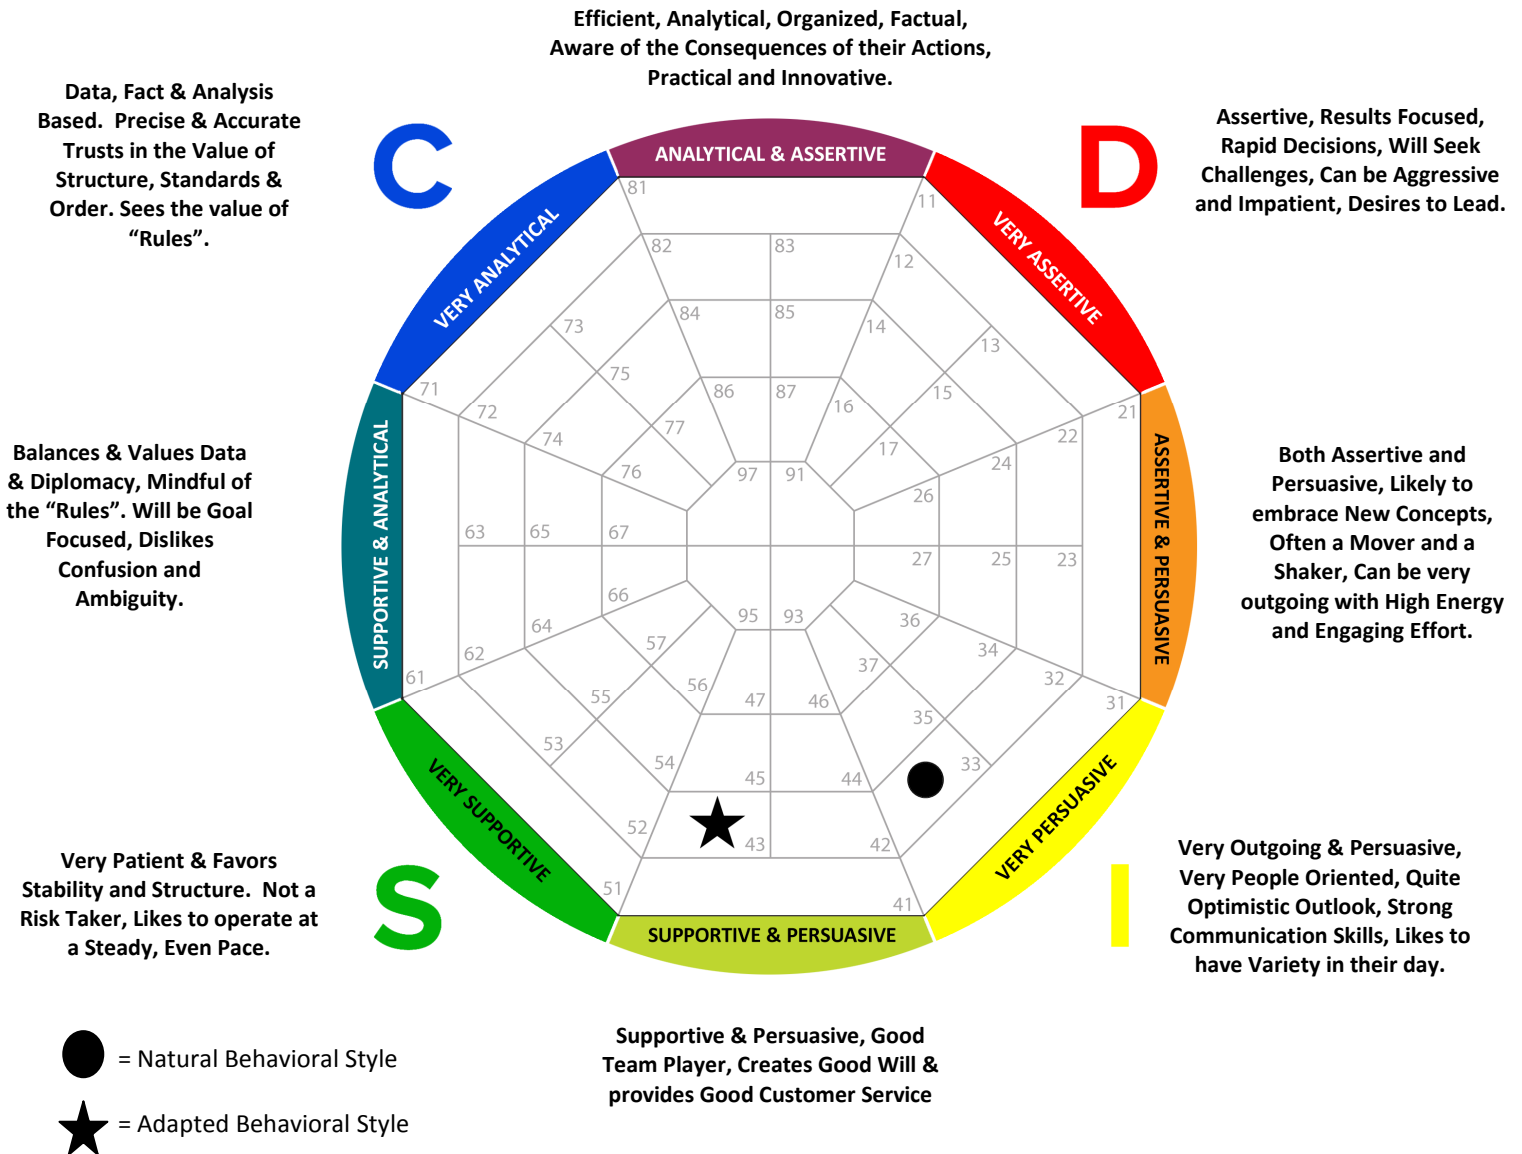 Efficient, Analytical, Organized, Factual,
Aware of the Consequences of their Actions,
Practical and Innovative.
Data, Fact & Analysis
Based.  Precise & Accurate
Trusts in the Value of
Structure, Standards &
Order. Sees the value of
“Rules”.
C
D
Assertive, Results Focused,
Rapid Decisions, Will Seek
Challenges, Can be Aggressive
and Impatient, Desires to Lead.
ANALYTICAL & ASSERTIVE
VERY ANALYTICAL
VERY ASSERTIVE
81
11
82
83
12
84
85
14
73
13
75
15
71
86
87
16
21
72
77
17
22
74
76
97
91
24
26
Balances & Values Data
& Diplomacy, Mindful of
the “Rules”. Will be Goal
Focused, Dislikes
Confusion and
Ambiguity.
SUPPORTIVE & ANALYTICAL
ASSERTIVE & PERSUASIVE
Both Assertive and
Persuasive, Likely to
embrace New Concepts,
Often a Mover and a
Shaker, Can be very
outgoing with High Energy
and Engaging Effort.
63
65
67
27
25
23
66
64
95
93
36
62
57
34
61
56
37
32
55
47
46
31
53
35
54
45
44
33
52
43
42
51
41
VERY SUPPORTIVE
VERY PERSUASIVE
SUPPORTIVE & PERSUASIVE
Very Patient & Favors
Stability and Structure.  Not a
Risk Taker, Likes to operate at
a Steady, Even Pace.
S
I
Very Outgoing & Persuasive,
Very People Oriented, Quite
Optimistic Outlook, Strong
Communication Skills, Likes to
have Variety in their day.
Supportive & Persuasive, Good
Team Player, Creates Good Will &
provides Good Customer Service
= Natural Behavioral Style
= Adapted Behavioral Style